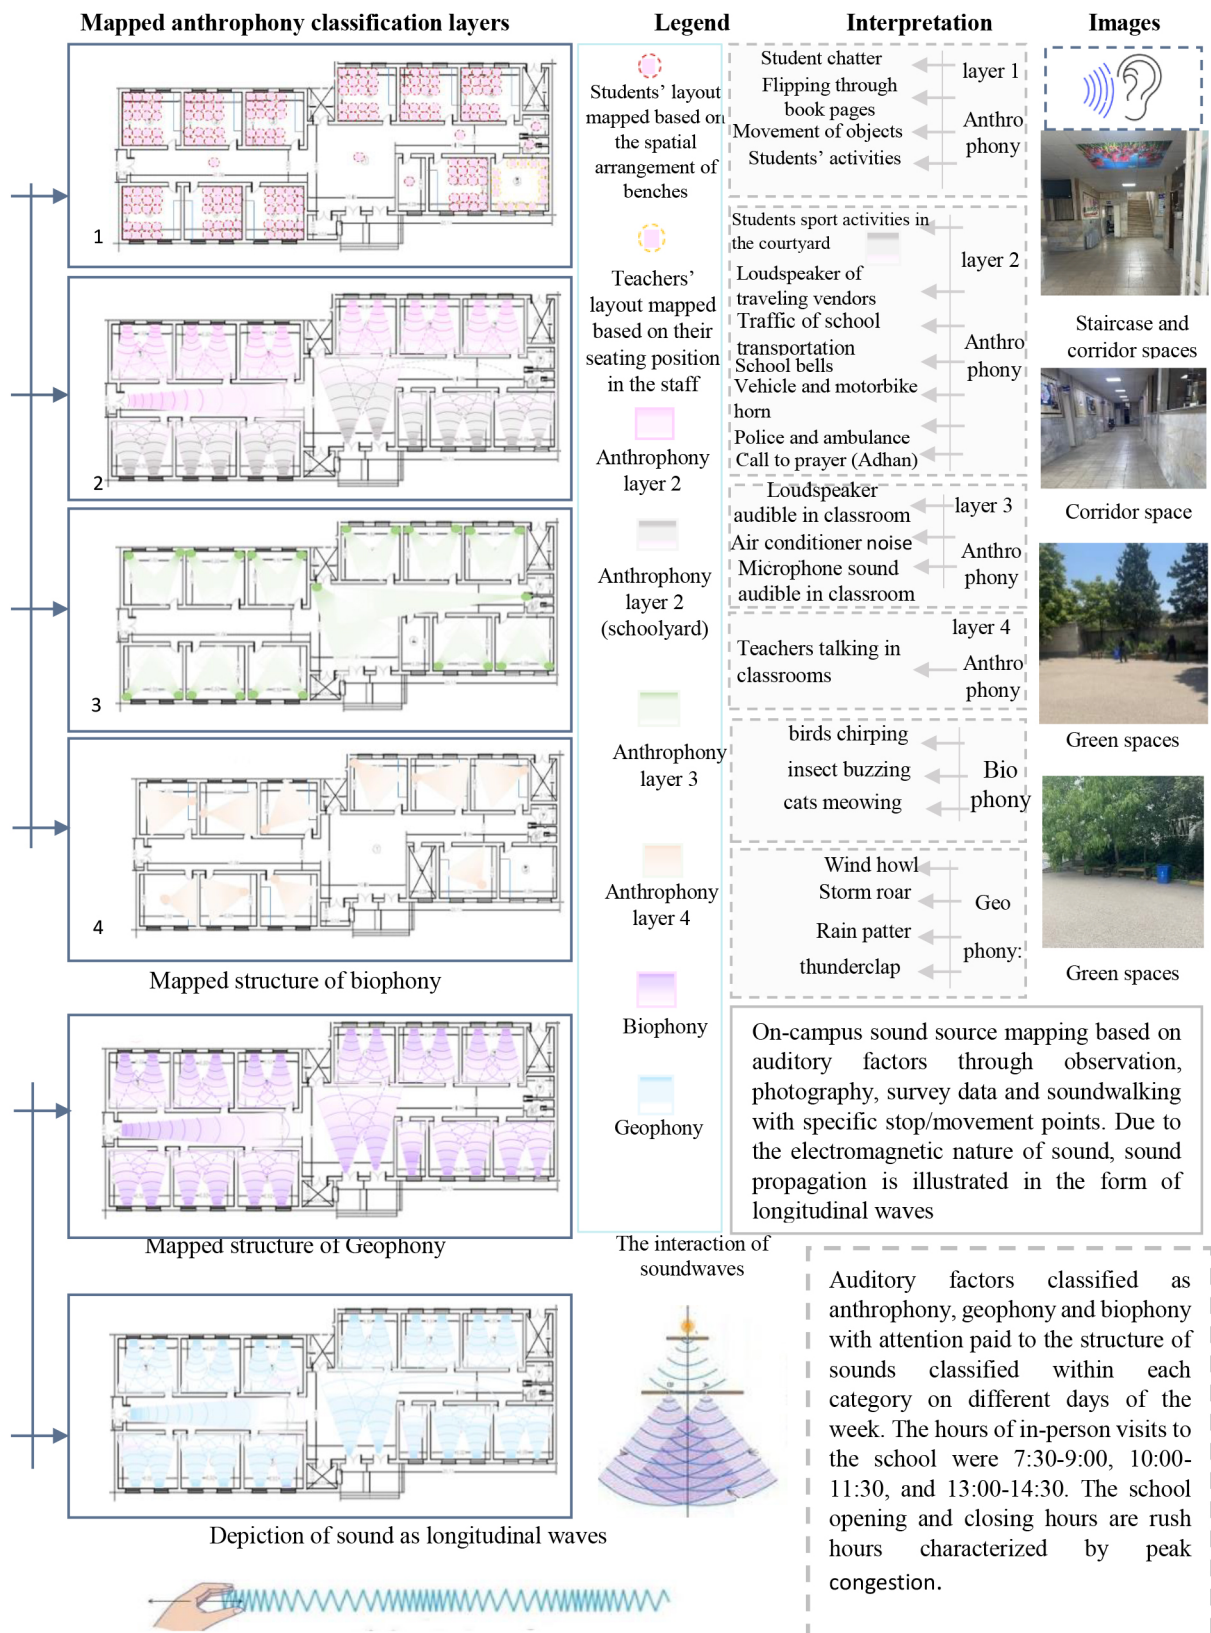 Mapped anthrophony classification layers
Legend
Interpretation
Images
1
2
3
4
Mapped structure of biophony
Mapped structure of Geophony
Depiction of sound as longitudinal waves
Students’ layout
mapped based on
the spatial
arrangement of
benches
Teachers’
layout mapped
based on their
seating position
in the staff
Anthrophony
layer 2
Anthrophony
layer 2
(schoolyard)
Anthrophony
layer 3
Anthrophony
layer 4
Biophony
Geophony
The interaction of
soundwaves
Student chatter
Flipping through
book pages
Movement of objects
Students’ activities
layer 1
Anthro
phony
Students sport activities in
the courtyard
Loudspeaker of
traveling vendors
Traffic of school
transportation
School bells
Vehicle and motorbike
horn
Police and ambulance
Call to prayer (Adhan)
layer 2
Anthro
phony
Loudspeaker
audible in classroom
Air conditioner noise
Microphone sound
audible in classroom
layer 3
Anthro
phony
Teachers talking in
classrooms
layer 4
Anthro
phony
birds chirping
insect buzzing
cats meowing
Bio
phony
Wind howl
Storm roar
Rain patter
thunderclap
Geo
phony:
Staircase and
corridor spaces
Corridor space
Green spaces
Green spaces
On-campus sound source mapping based on
auditory factors through observation,
photography, survey data and soundwalking
with specific stop/movement points. Due to
the electromagnetic nature of sound, sound
propagation is illustrated in the form of
longitudinal waves
Auditory factors classified as
anthrophony, geophony and biophony
with attention paid to the structure of
sounds classified within each
category on different days of the
week. The hours of in-person visits to
the school were 7:30-9:00, 10:00-
11:30, and 13:00-14:30. The school
opening and closing hours are rush
hours characterized by peak
congestion.